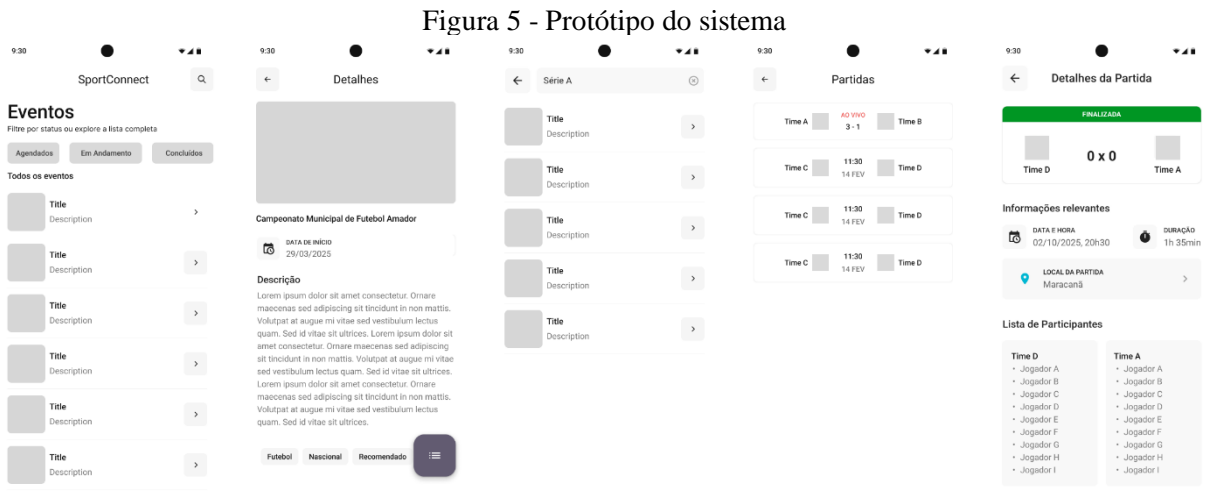 Figura 5 - Protótipo do sistema
9:30
SportConnect
Eventos
Filtre por status ou explore a lista completa
Agendados
Em Andamento
Concluídos
Todos os eventos
Title
Description
Title
Description
Title
Description
Title
Description
Title
Description
Title
Description
9:30
Detalhes
Campeonato Municipal de Futebol Amador
DATA DE INÍCIO
29/03/2025
Descrição
Lorem ipsum dolor sit amet consectetur. Ornare
maecenas sed adipiscing sit tincidunt in non mattis.
Volutpat at augue mi vitae sed vestibulum lectus
quam. Sed id vitae sit ultrices. Lorem ipsum dolor sit
amet consectetur. Ornare maecenas sed adipiscing
sit tincidunt in non mattis. Volutpat at augue mi vitae
sed vestibulum lectus quam. Sed id vitae sit ultrices.
Lorem ipsum dolor sit amet consectetur. Ornare
maecenas sed adipiscing sit tincidunt in non mattis.
Volutpat at augue mi vitae sed vestibulum lectus
quam. Sed id vitae sit ultrices.
Futebol
Nascional
Recomendado
9:30
Série A
Title
Description
Title
Description
Title
Description
Title
Description
Title
Description
9:30
Partidas
Time A
AO VIVO
3 - 1
Time B
Time C
11:30
14 FEV
Time D
Time C
11:30
14 FEV
Time D
Time C
11:30
14 FEV
Time D
9:30
Detalhes da Partida
FINALIZADA
0 x 0
Time D
Time A
Informações relevantes
DATA E HORA
02/10/2025, 20h30
DURAÇÃO
1h 35min
LOCAL DA PARTIDA
Maracanã
Lista de Participantes
Time D
• Jogador A
• Jogador B
• Jogador C
• Jogador D
• Jogador E
• Jogador F
• Jogador G
• Jogador H
• Jogador I
Time A
• Jogador A
• Jogador B
• Jogador C
• Jogador D
• Jogador E
• Jogador F
• Jogador G
• Jogador H
• Jogador I